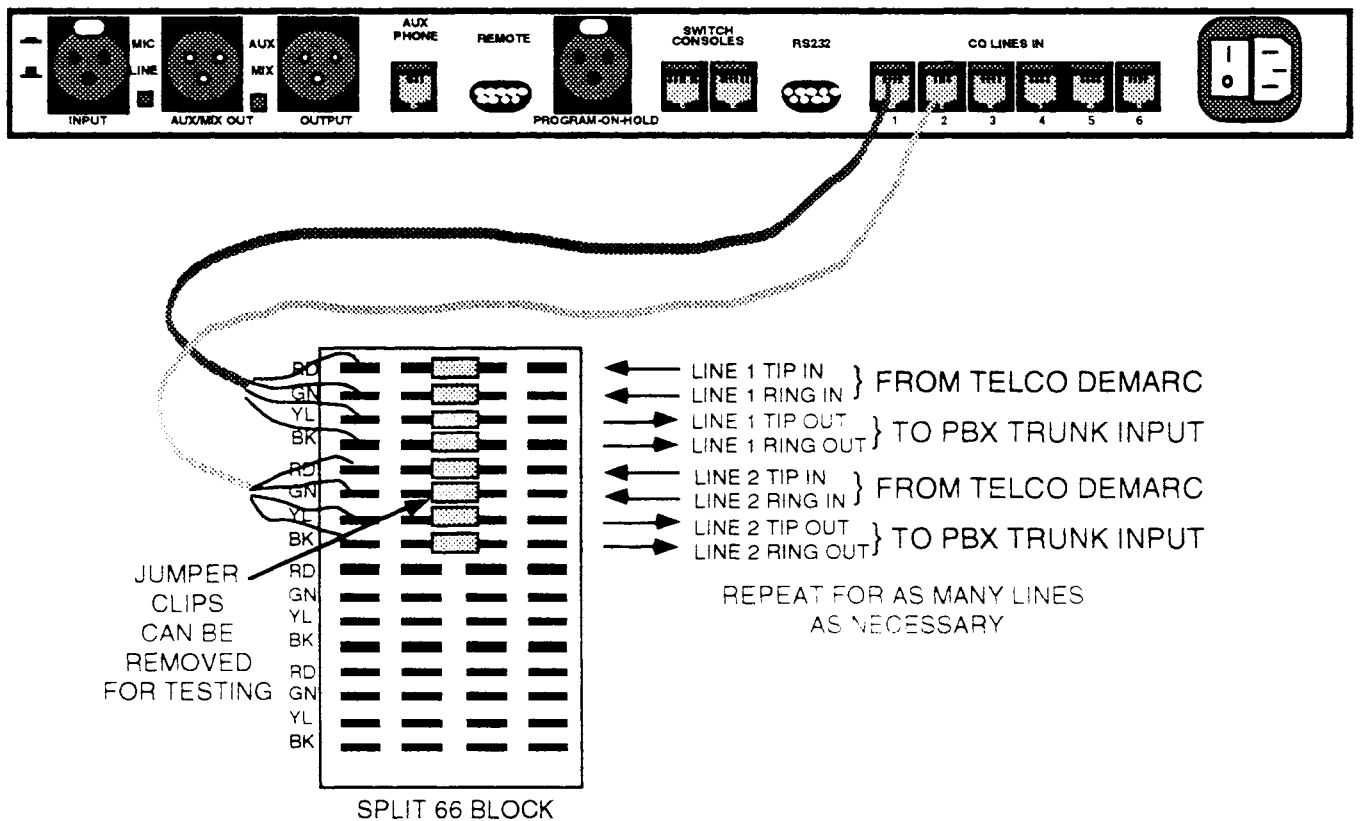 MIC
LINE
INPUT
AUX/MIX OUT
AUX
MIX
OUTPUT
AUX
PHONE
REMOTE
PROGRAM-ON-HOLD
SWITCH
CONSOLES
RS232
CO LINES IN
1 2 3 4 5 6
I
O
RD
GN
YL
BK
RD
GN
YL
BK
RD
GN
YL
BK
RD
GN
YL
BK
LINE 1 TIP IN
LINE 1 RING IN
} FROM TELCO DEMARC
LINE 1 TIP OUT
LINE 1 RING OUT
} TO PBX TRUNK INPUT
LINE 2 TIP IN
LINE 2 RING IN
} FROM TELCO DEMARC
LINE 2 TIP OUT
LINE 2 RING OUT
} TO PBX TRUNK INPUT
REPEAT FOR AS MANY LINES
AS NECESSARY
JUMPER
CLIPS
CAN BE
REMOVED
FOR TESTING
SPLIT 66 BLOCK